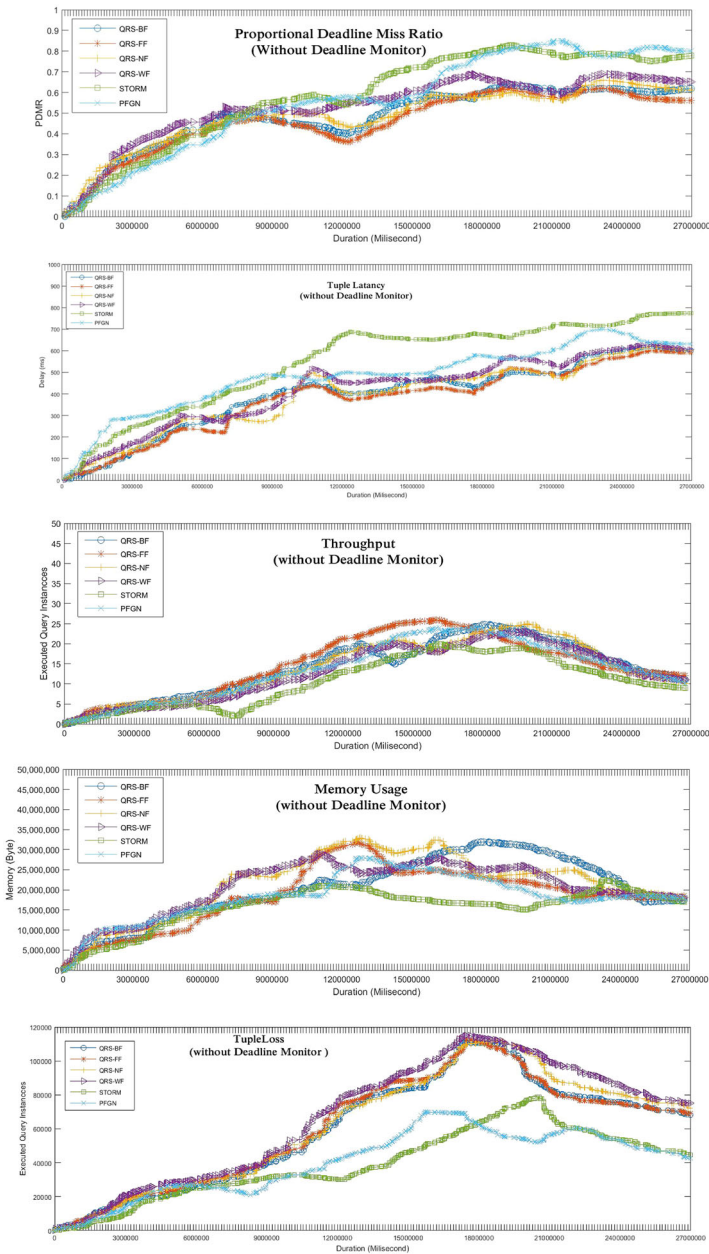 Proportional Deadline Miss Ratio
(Without Deadline Monitor)
QRS-BF
QRS-FF
QRS-NF
QRS-WF
STORM
PFGN
PDMR
1
0.9
0.8
0.7
0.6
0.5
0.4
0.3
0.2
0.1
0
3000000 6000000 9000000 12000000 15000000 18000000 21000000 24000000 27000000
Duration (Milisecond)
Tuple Latancy
(without Deadline Monitor)
QRS-BF
QRS-FF
QRS-NF
QRS-WF
STORM
PFGN
Delay (ms)
1000
900
800
700
600
500
400
300
200
100
0
0 3000000 6000000 9000000 12000000 15000000 18000000 21000000 24000000 27000000
Duration (Milisecond)
Throughput
(without Deadline Monitor)
QRS-BF
QRS-FF
QRS-NF
QRS-WF
STORM
PFGN
Executed Query Instancces
50
45
40
35
30
25
20
15
10
5
0
0 3000000 6000000 9000000 12000000 15000000 18000000 21000000 24000000 27000000
Duration (Milisecond)
Memory Usage
(without Deadline Monitor)
QRS-BF
QRS-FF
QRS-NF
QRS-WF
STORM
PFGN
Memory (Byte)
50,000,000
45,000,000
40,000,000
35,000,000
30,000,000
25,000,000
20,000,000
15,000,000
10,000,000
5,000,000
0
0 3000000 6000000 9000000 12000000 15000000 18000000 21000000 24000000 27000000
Duration (Milisecond)
TupleLoss
(without Deadline Monitor )
QRS-BF
QRS-FF
QRS-NF
QRS-WF
STORM
PFGN
Executed Query Instancces
120000
100000
80000
60000
40000
20000
0
0 3000000 6000000 9000000 12000000 15000000 18000000 21000000 24000000 27000000
Duration (Milisecond)